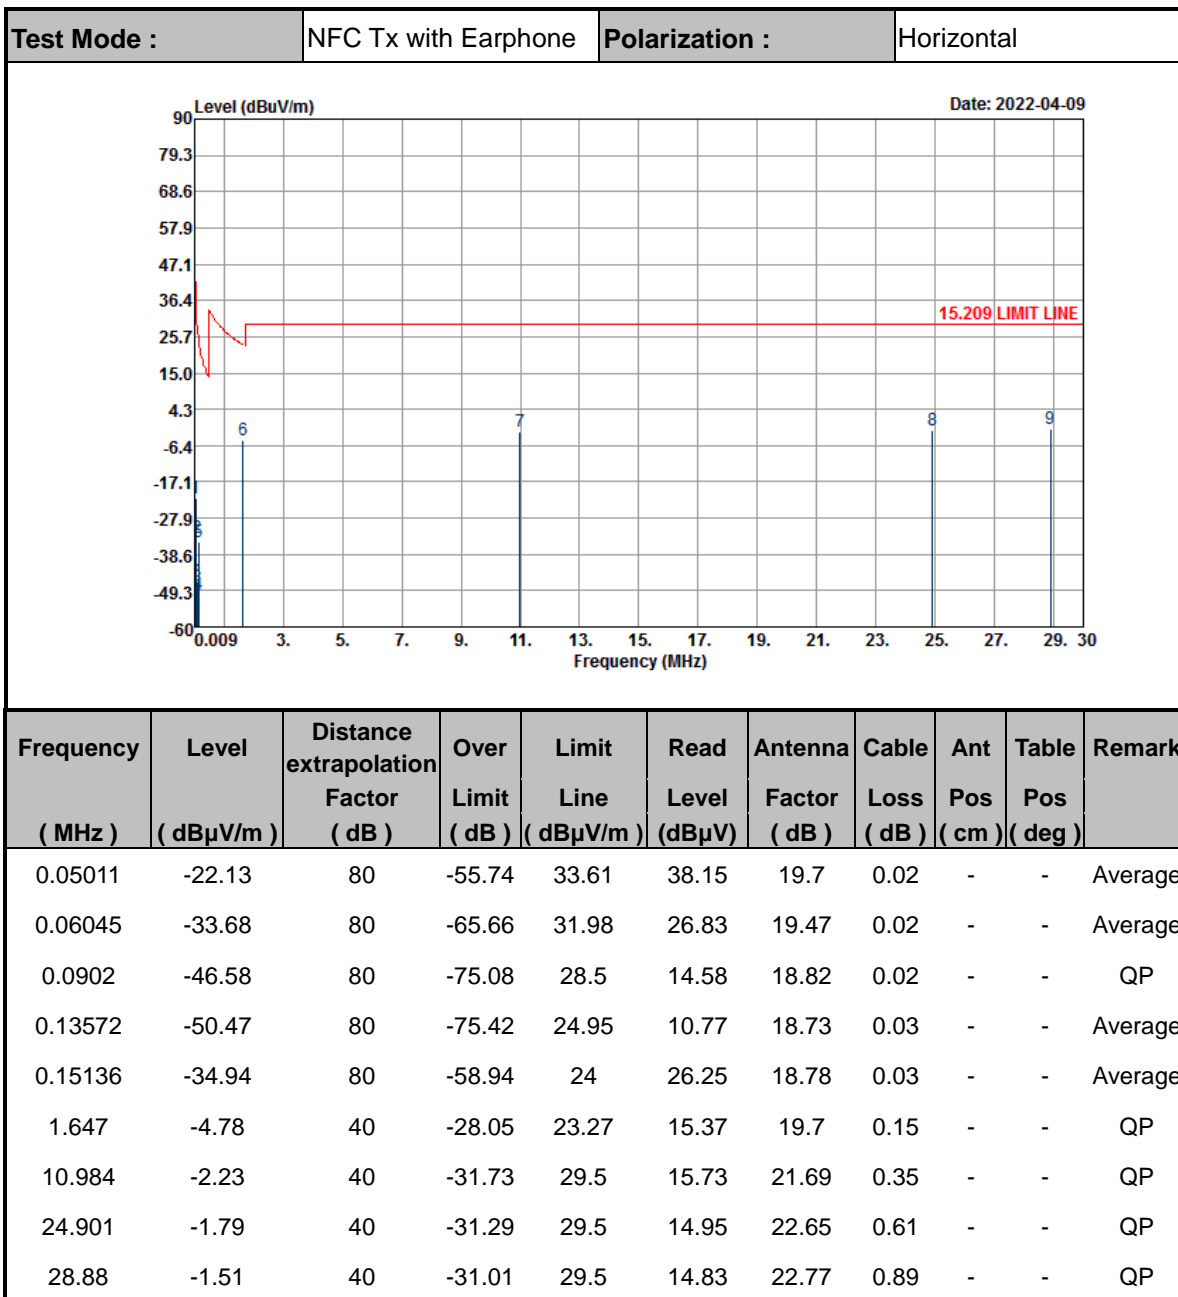 Test Mode : NFC Tx with Earphone Polarization : Horizontal
Level (dBuV/m) Date: 2022-04-09
90
79.3
68.6
57.9
47.1
36.4
15.209 LIMIT LINE
25.7
15.0
4.3
6 7 8 9
-6.4
-17.1
-27.9
-38.6
-49.3
-60
0.009 3. 5. 7. 9. 11. 13. 15. 17. 19. 21. 23. 25. 27. 29. 30
Frequency (MHz)
Frequency Level Distance extrapolation Over Limit Read Antenna Cable Ant Table Remark
Factor Limit Line Level Factor Loss Pos Pos
( MHz ) ( dBµV/m ) ( dB ) ( dB ) ( dBµV/m ) (dBµV) ( dB ) ( dB ) ( cm ) ( deg )
0.05011 -22.13 80 -55.74 33.61 38.15 19.7 0.02 - - Average
0.06045 -33.68 80 -65.66 31.98 26.83 19.47 0.02 - - Average
0.0902 -46.58 80 -75.08 28.5 14.58 18.82 0.02 - - QP
0.13572 -50.47 80 -75.42 24.95 10.77 18.73 0.03 - - Average
0.15136 -34.94 80 -58.94 24 26.25 18.78 0.03 - - Average
1.647 -4.78 40 -28.05 23.27 15.37 19.7 0.15 - - QP
10.984 -2.23 40 -31.73 29.5 15.73 21.69 0.35 - - QP
24.901 -1.79 40 -31.29 29.5 14.95 22.65 0.61 - - QP
28.88 -1.51 40 -31.01 29.5 14.83 22.77 0.89 - - QP